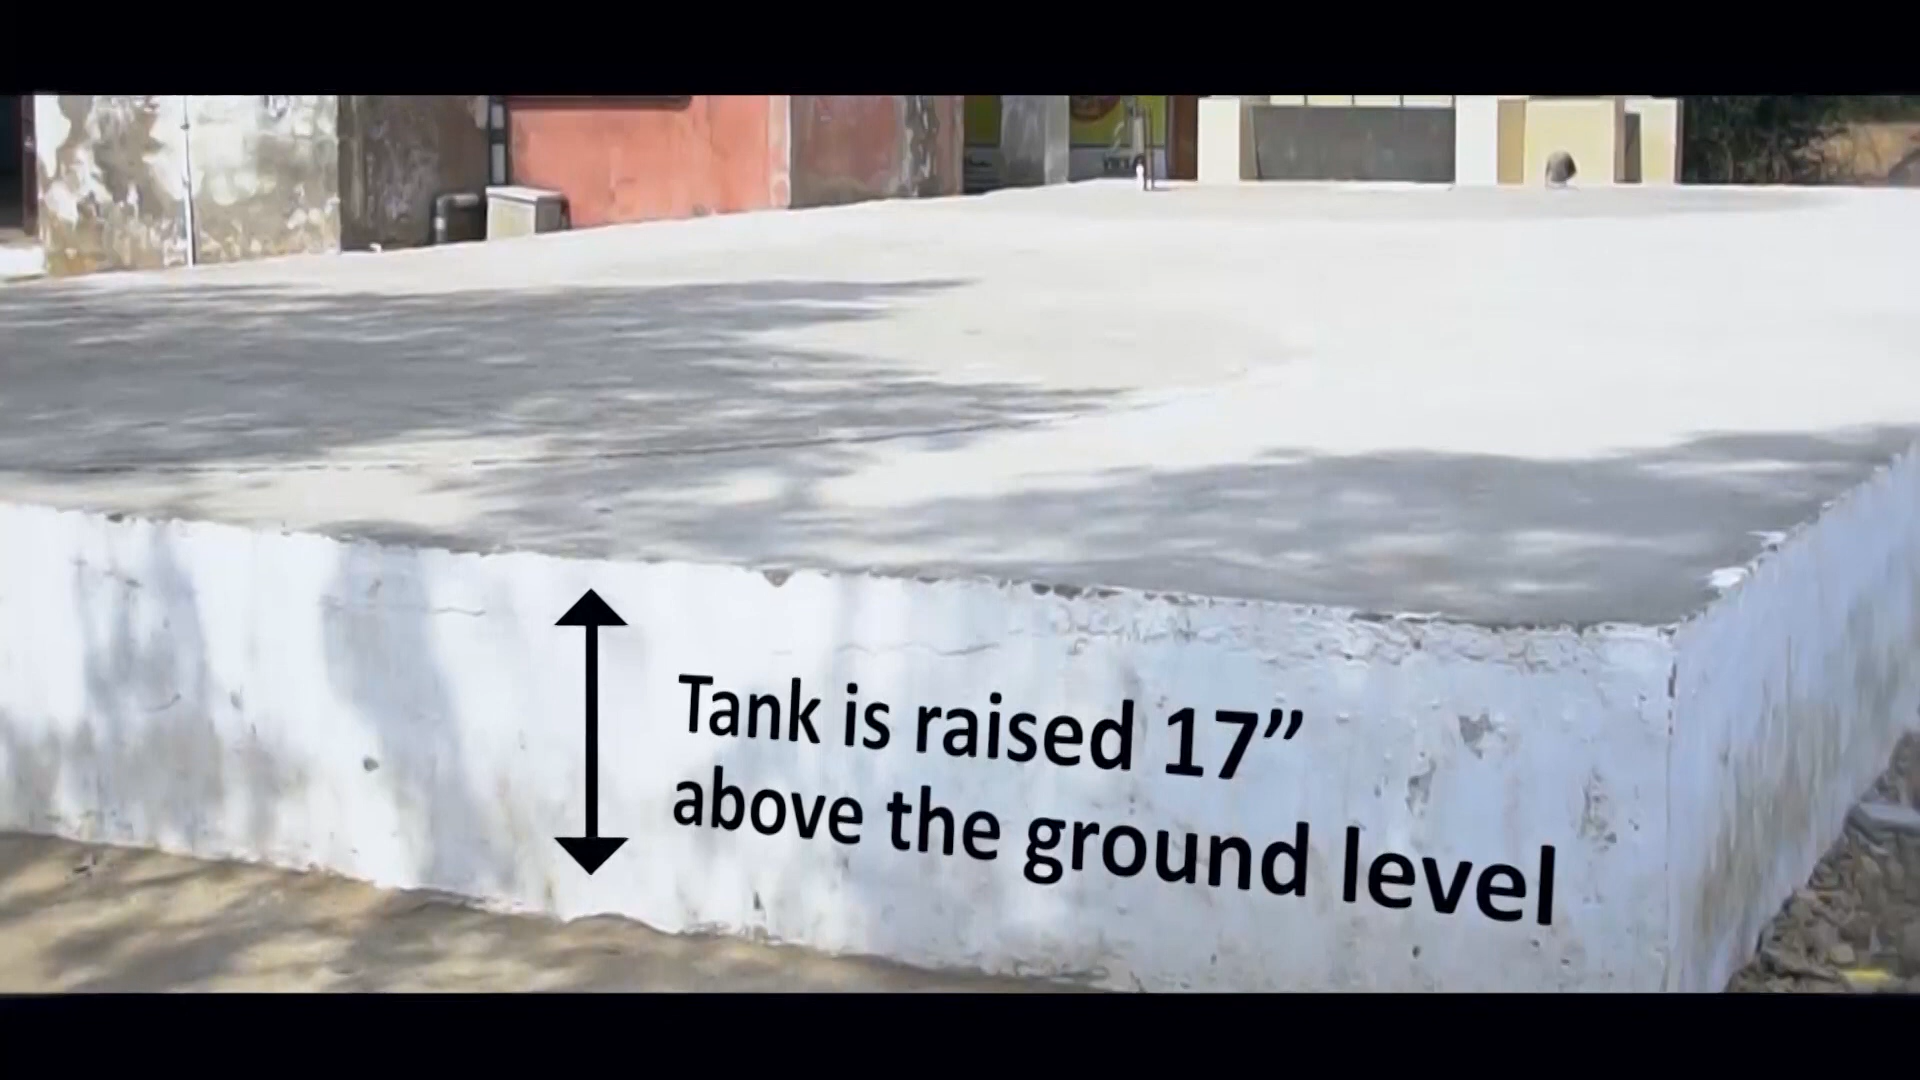 Tank is raised 17”
above the ground level